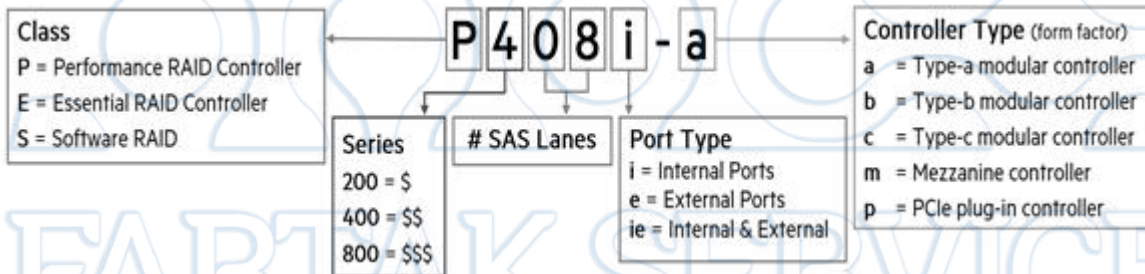 Class
P = Performance RAID Controller
E = Essential RAID Controller
S = Software RAID
P408i-a
Series
200 = $
400 = $$
800 = $$$
# SAS Lanes
Port Type
i = Internal Ports
e = External Ports
ie = Internal & External
Controller Type (form factor)
a = Type-a modular controller
b = Type-b modular controller
c = Type-c modular controller
m = Mezzanine controller
p = PCIe plug-in controller
FARTAK SERVICE